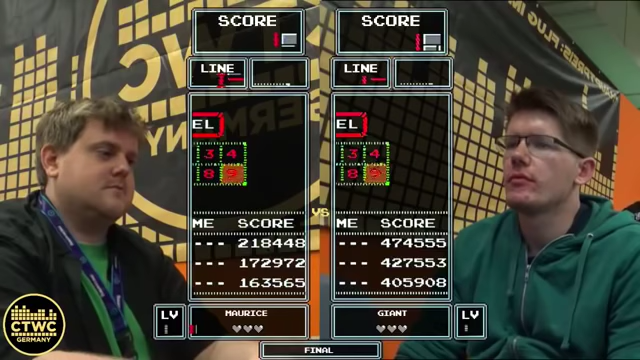 SCORE
SCORE
LINE
LINE
EL
EL
3 4
3 4
8 9
8 9
ME SCORE
ME SCORE
--- 218448
--- 474555
--- 172972
--- 427553
--- 163565
--- 405908
LV
MAURICE
GIANT
LV
FINAL
CTWC
GERMANY